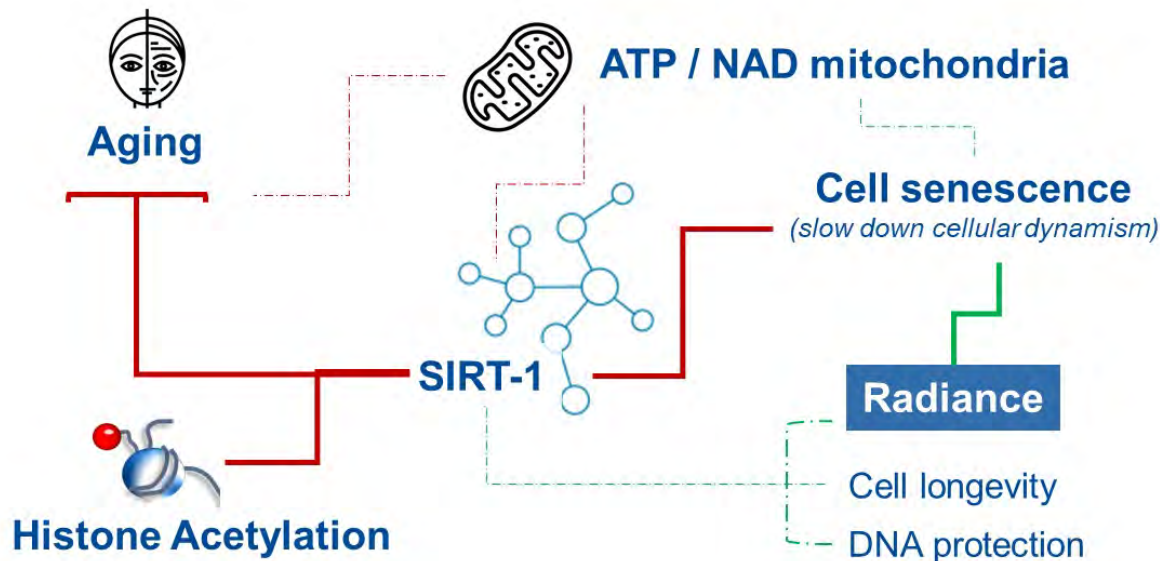 ATP / NAD mitochondria
Aging
Cell senescence
(slow down cellular dynamism)
SIRT-1
Radiance
Cell longevity
Histone Acetylation
DNA protection